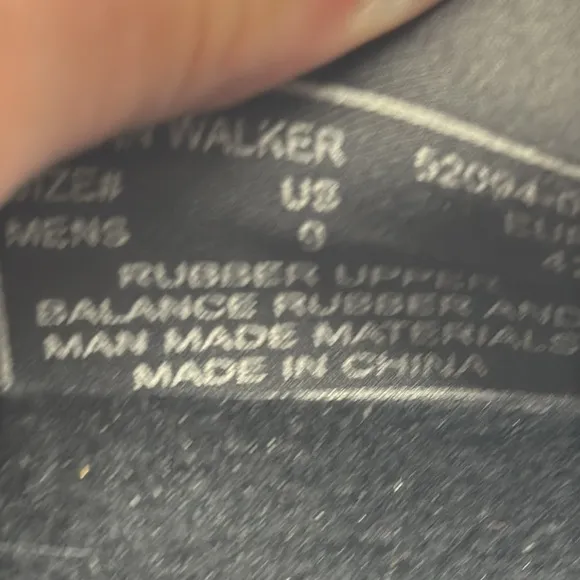 WALKER
SIZE# US
MENS 9
RUBBER UPPER
BALANCE RUBBER AND
MAN MADE MATERIALS
MADE IN CHINA